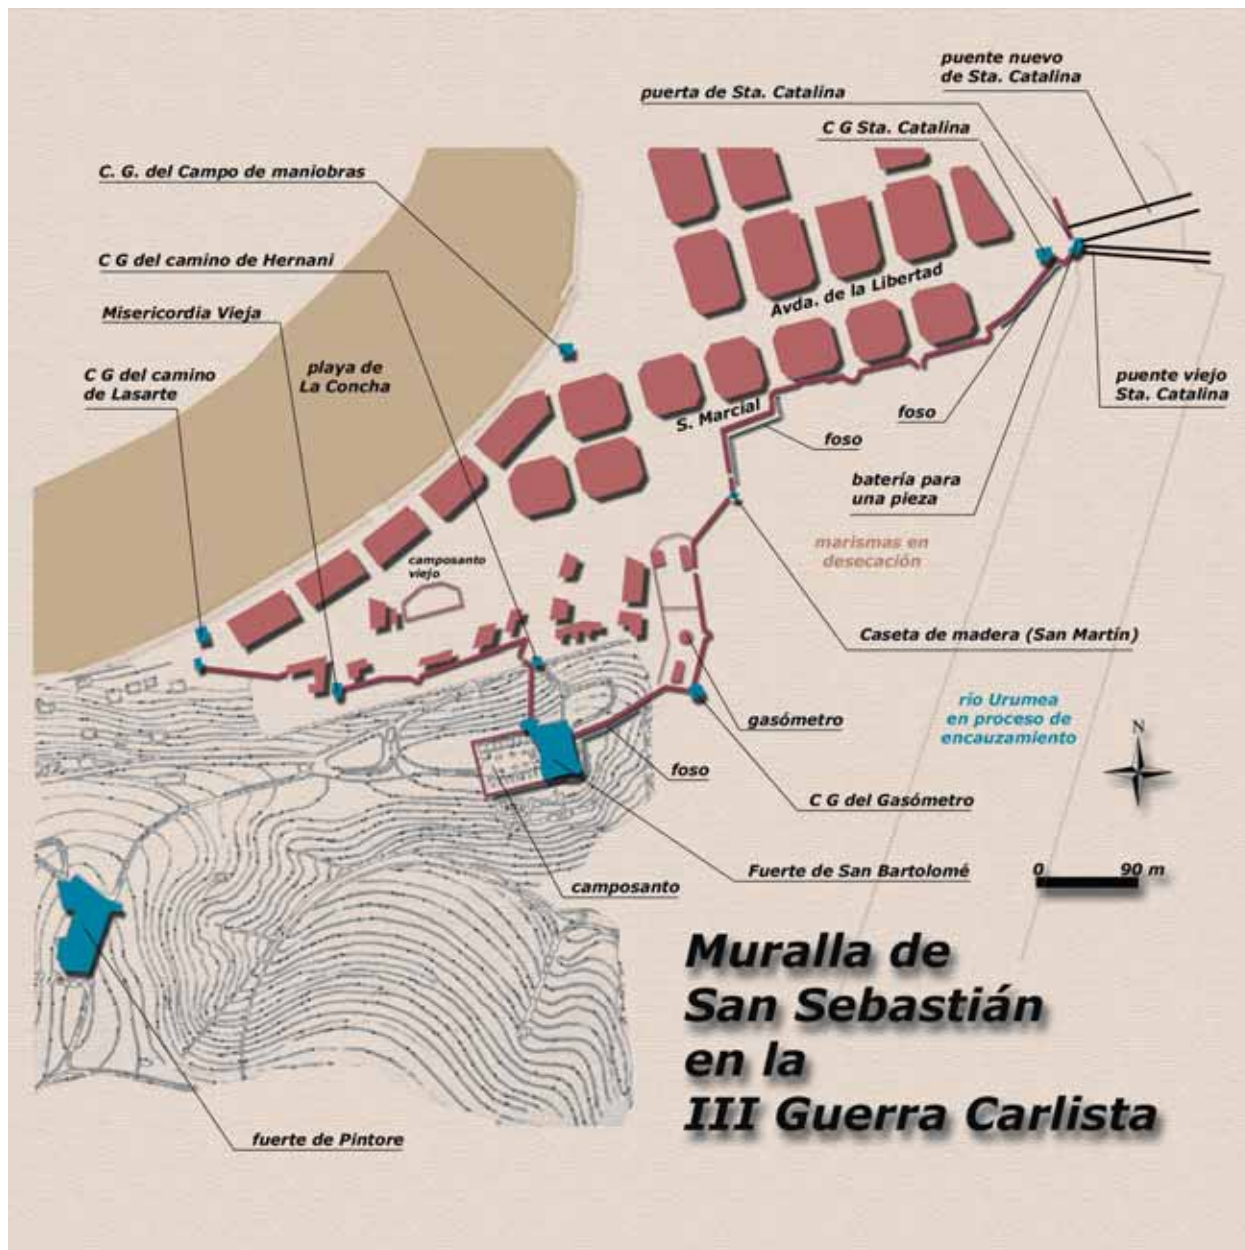 puente nuevo
de Sta. Catalina
puerta de Sta. Catalina
C G Sta. Catalina
C. G. del Campo de maniobras
C G del camino de Hernani
Misericordia Vieja
C G del camino
de Lasarte
playa de
La Concha
Avda. de la Libertad
S. Marcial
puente viejo
Sta. Catalina
foso
foso
batería para
una pieza
marismas en
desecación
camposanto
viejo
Caseta de madera (San Martín)
río Urumea
en proceso de
encauzamiento
gasómetro
N
foso
C G del Gasómetro
Fuerte de San Bartolomé
camposanto
0 90 m
Muralla de
San Sebastián
en la
III Guerra Carlista
fuerte de Pintore